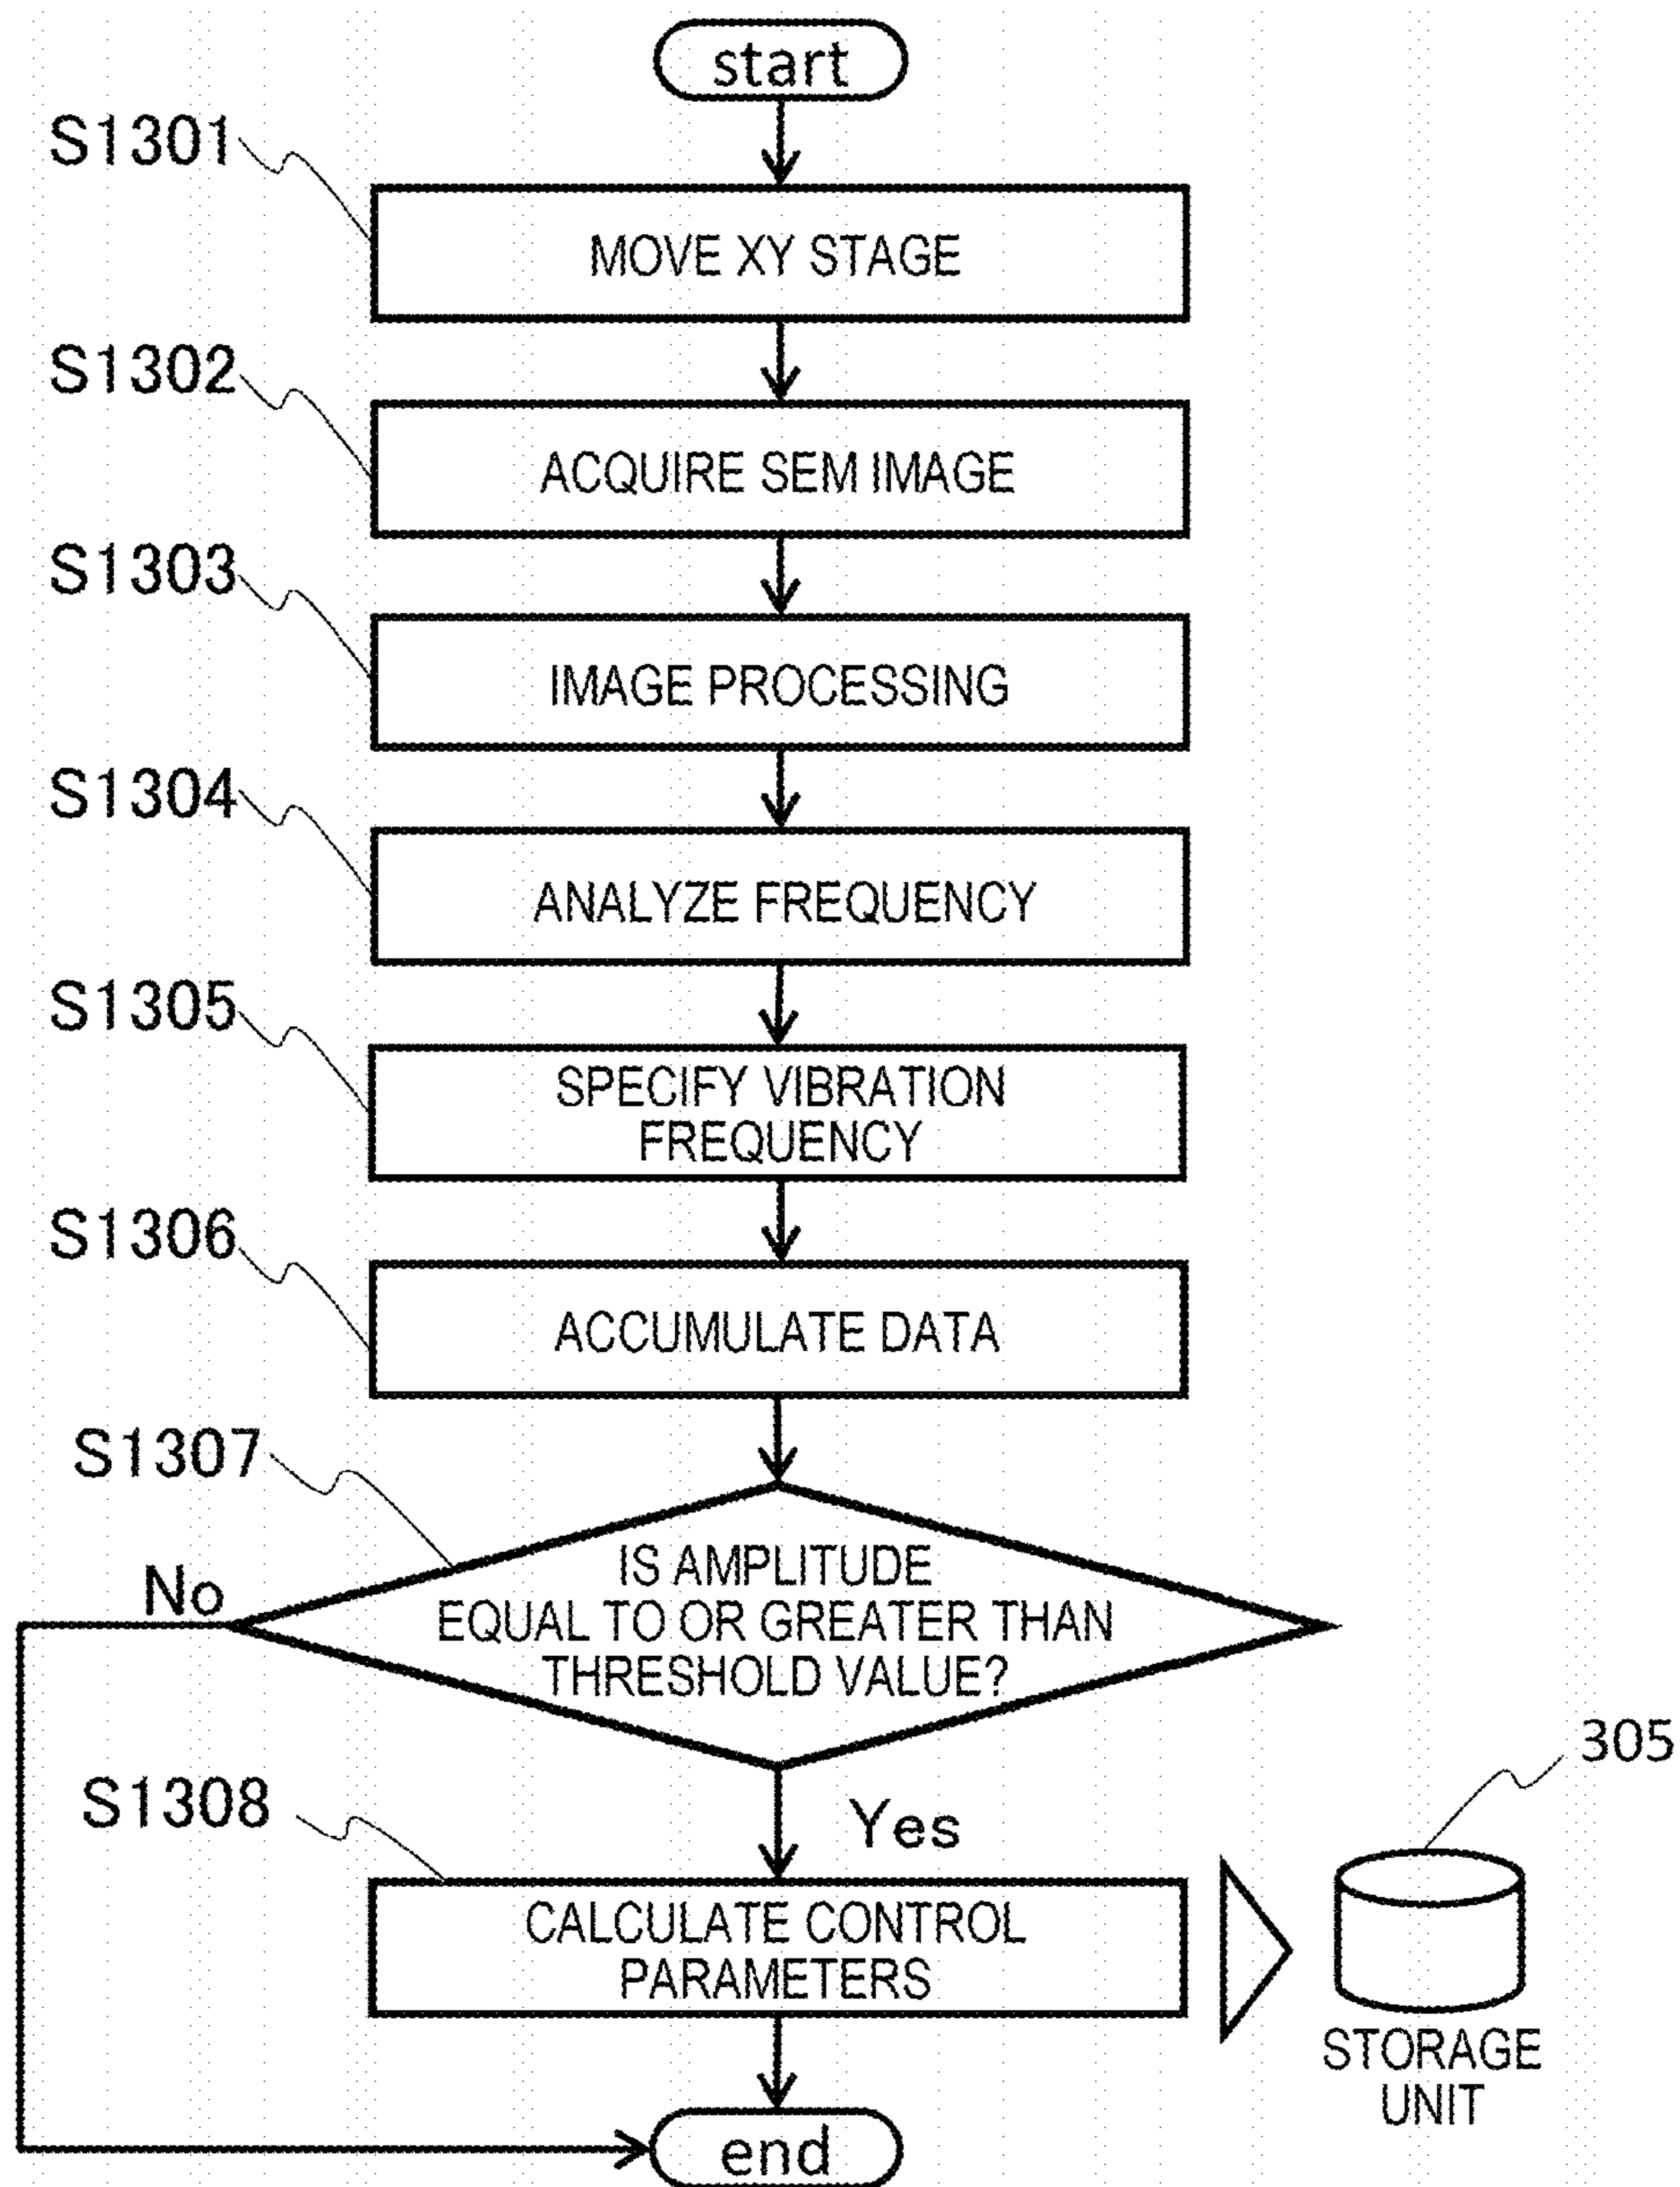 start
S1301
MOVE XY STAGE
S1302
ACQUIRE SEM IMAGE
S1303
IMAGE PROCESSING
S1304
ANALYZE FREQUENCY
S1305
SPECIFY VIBRATION
FREQUENCY
S1306
ACCUMULATE DATA
S1307
No
IS AMPLITUDE
EQUAL TO OR GREATER THAN
THRESHOLD VALUE?
305
S1308
Yes
CALCULATE CONTROL
PARAMETERS
STORAGE
UNIT
end